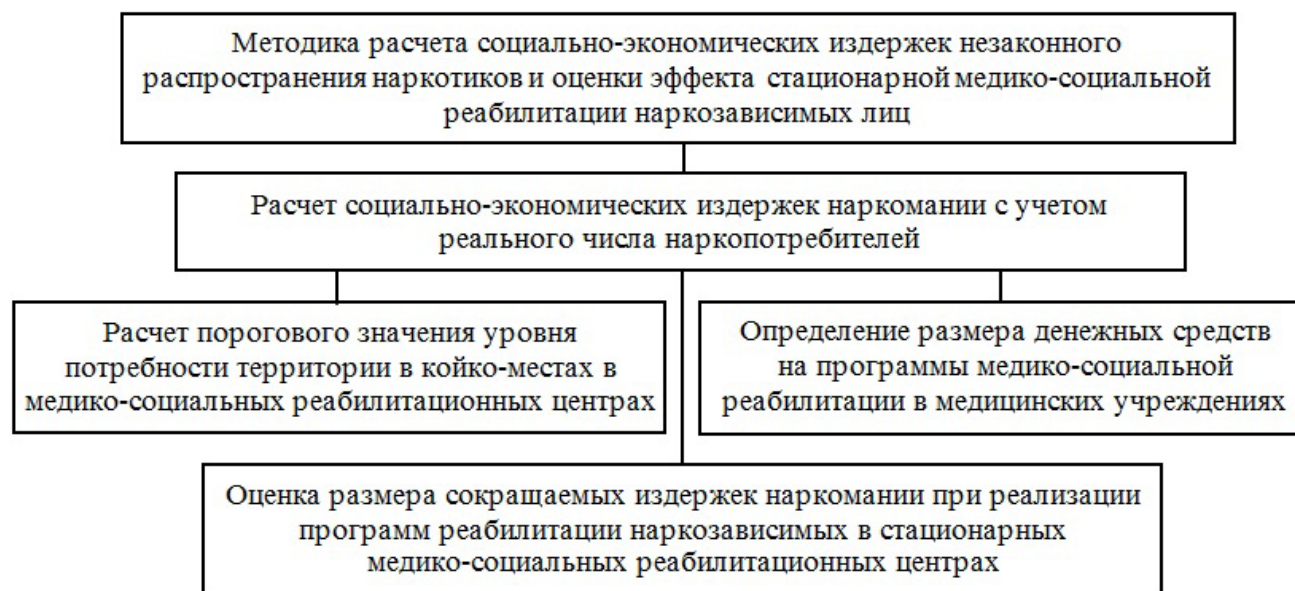 Методика расчета социально-экономических издержек незаконного
распространения наркотиков и оценки эффекта стационарной медико-социальной
реабилитации наркозависимых лиц
Расчет социально-экономических издержек наркомании с учетом
реального числа наркопотребителей
Расчет порогового значения уровня
потребности территории в койко-местах в
медико-социальных реабилитационных центрах
Определение размера денежных средств
на программы медико-социальной
реабилитации в медицинских учреждениях
Оценка размера сокращаемых издержек наркомании при реализации
программ реабилитации наркозависимых в стационарных
медико-социальных реабилитационных центрах